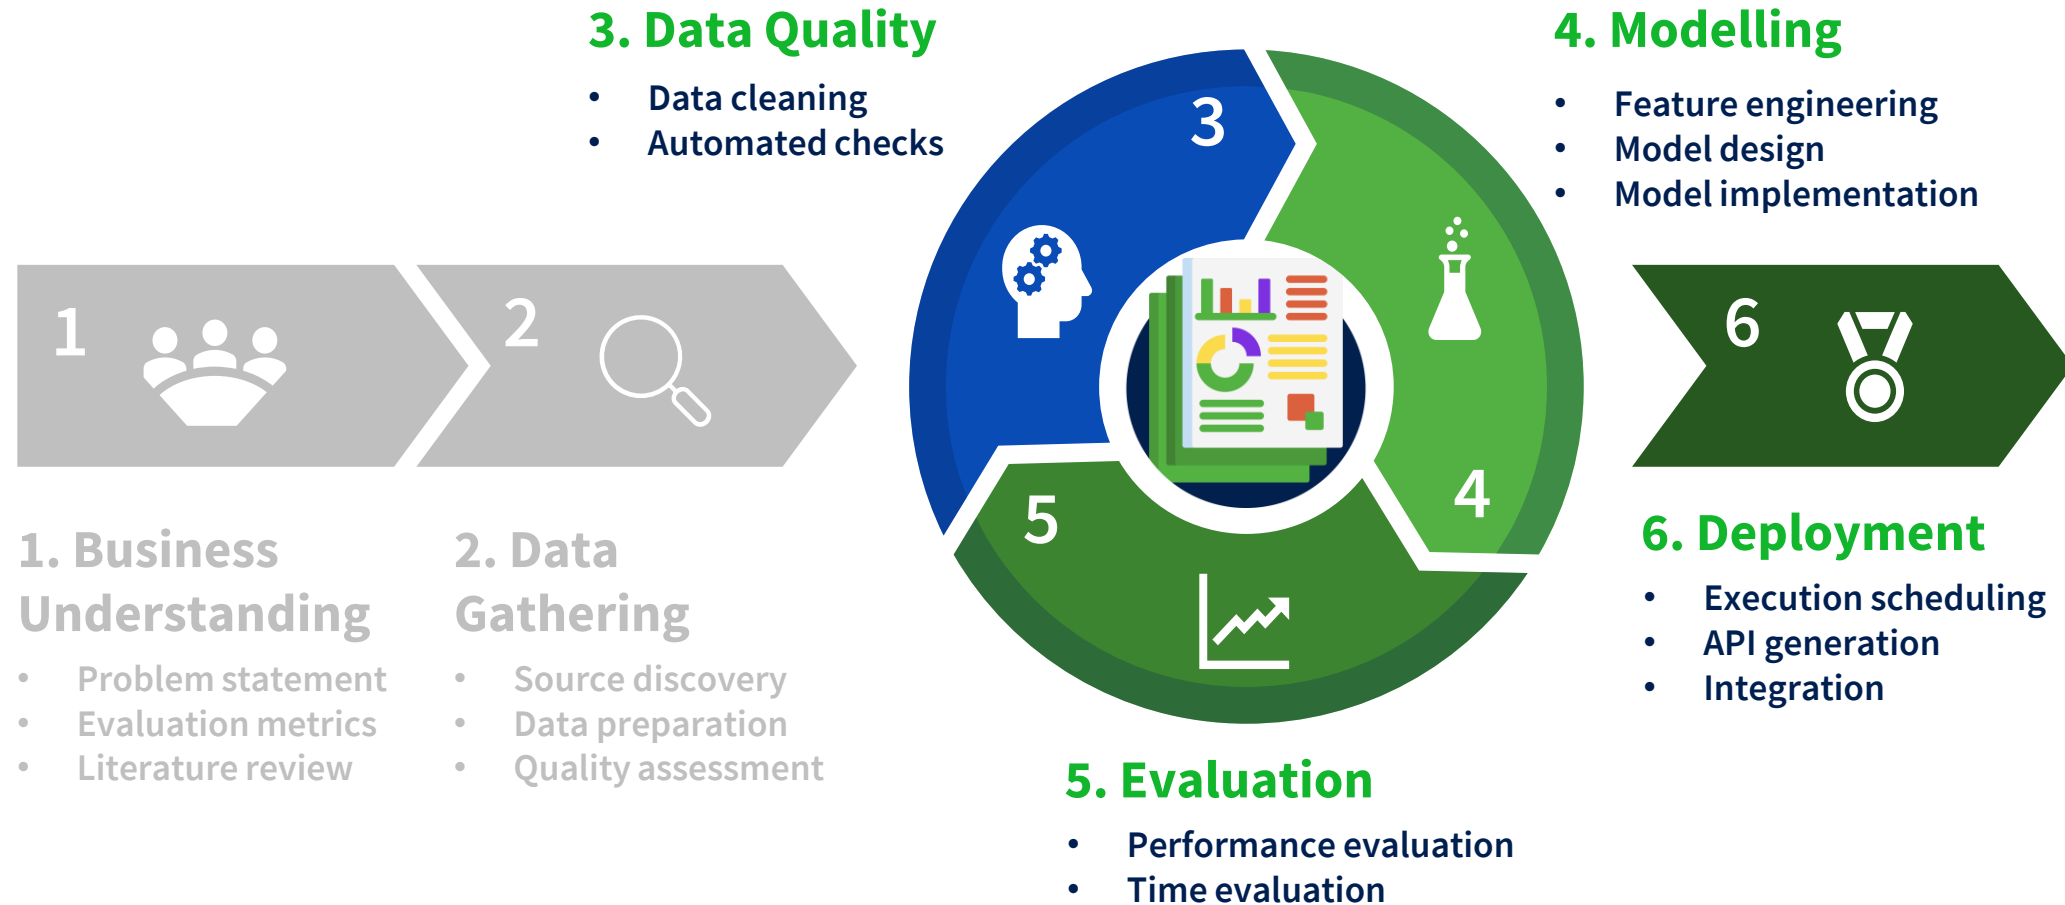 3. Data Quality
• Data cleaning
• Automated checks
4. Modelling
• Feature engineering
• Model design
• Model implementation
1
2
3
4
5
6
1. Business
Understanding
• Problem statement
• Evaluation metrics
• Literature review
2. Data
Gathering
• Source discovery
• Data preparation
• Quality assessment
5. Evaluation
• Performance evaluation
• Time evaluation
6. Deployment
• Execution scheduling
• API generation
• Integration